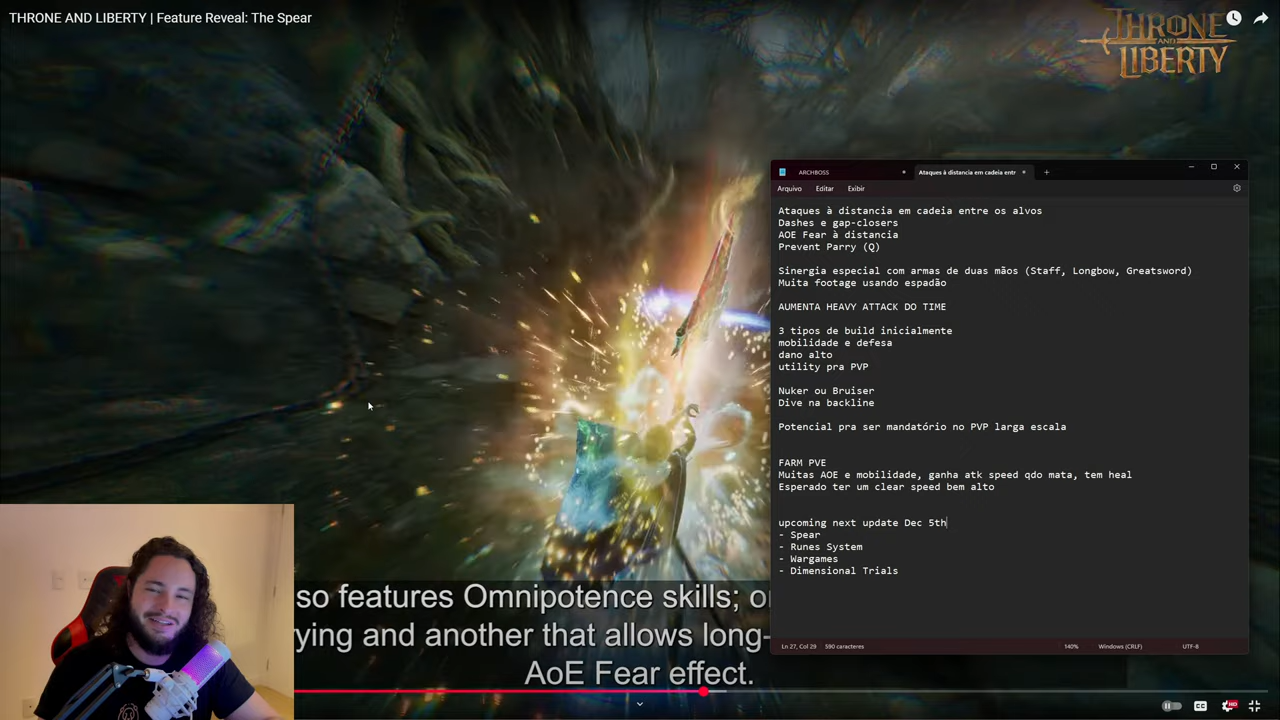 THRONE AND LIBERTY | Feature Reveal: The Spear
THRONE
AND
LIBERTY
ARCHBOSS
Ataques à distancia em cadeia entr
Arquivo Editar Exibir
Ataques à distancia em cadeia entre os alvos
Dashes e gap-closers
AOE Fear à distancia
Prevent Parry (Q)
Sinergia especial com armas de duas mãos (Staff, Longbow, Greatsword)
Muita footage usando espadão
AUMENTA HEAVY ATTACK DO TIME
3 tipos de build inicialmente
mobilidade e defesa
dano alto
utility pra PVP
Nuker ou Bruiser
Dive na backline
Potencial pra ser mandatório no PVP larga escala
FARM PVE
Muitas AOE e mobilidade, ganha atk speed qdo mata, tem heal
Esperado ter um clear speed bem alto
upcoming next update Dec 5th
- Spear
- Runes System
- Wargames
- Dimensional Trials
Ln 27, Col 29 590 caracteres 140% Windows (CRLF) UTF-8
so features Omnipotence skills; o
ying and another that allows long-
AoE Fear effect.
CC HD